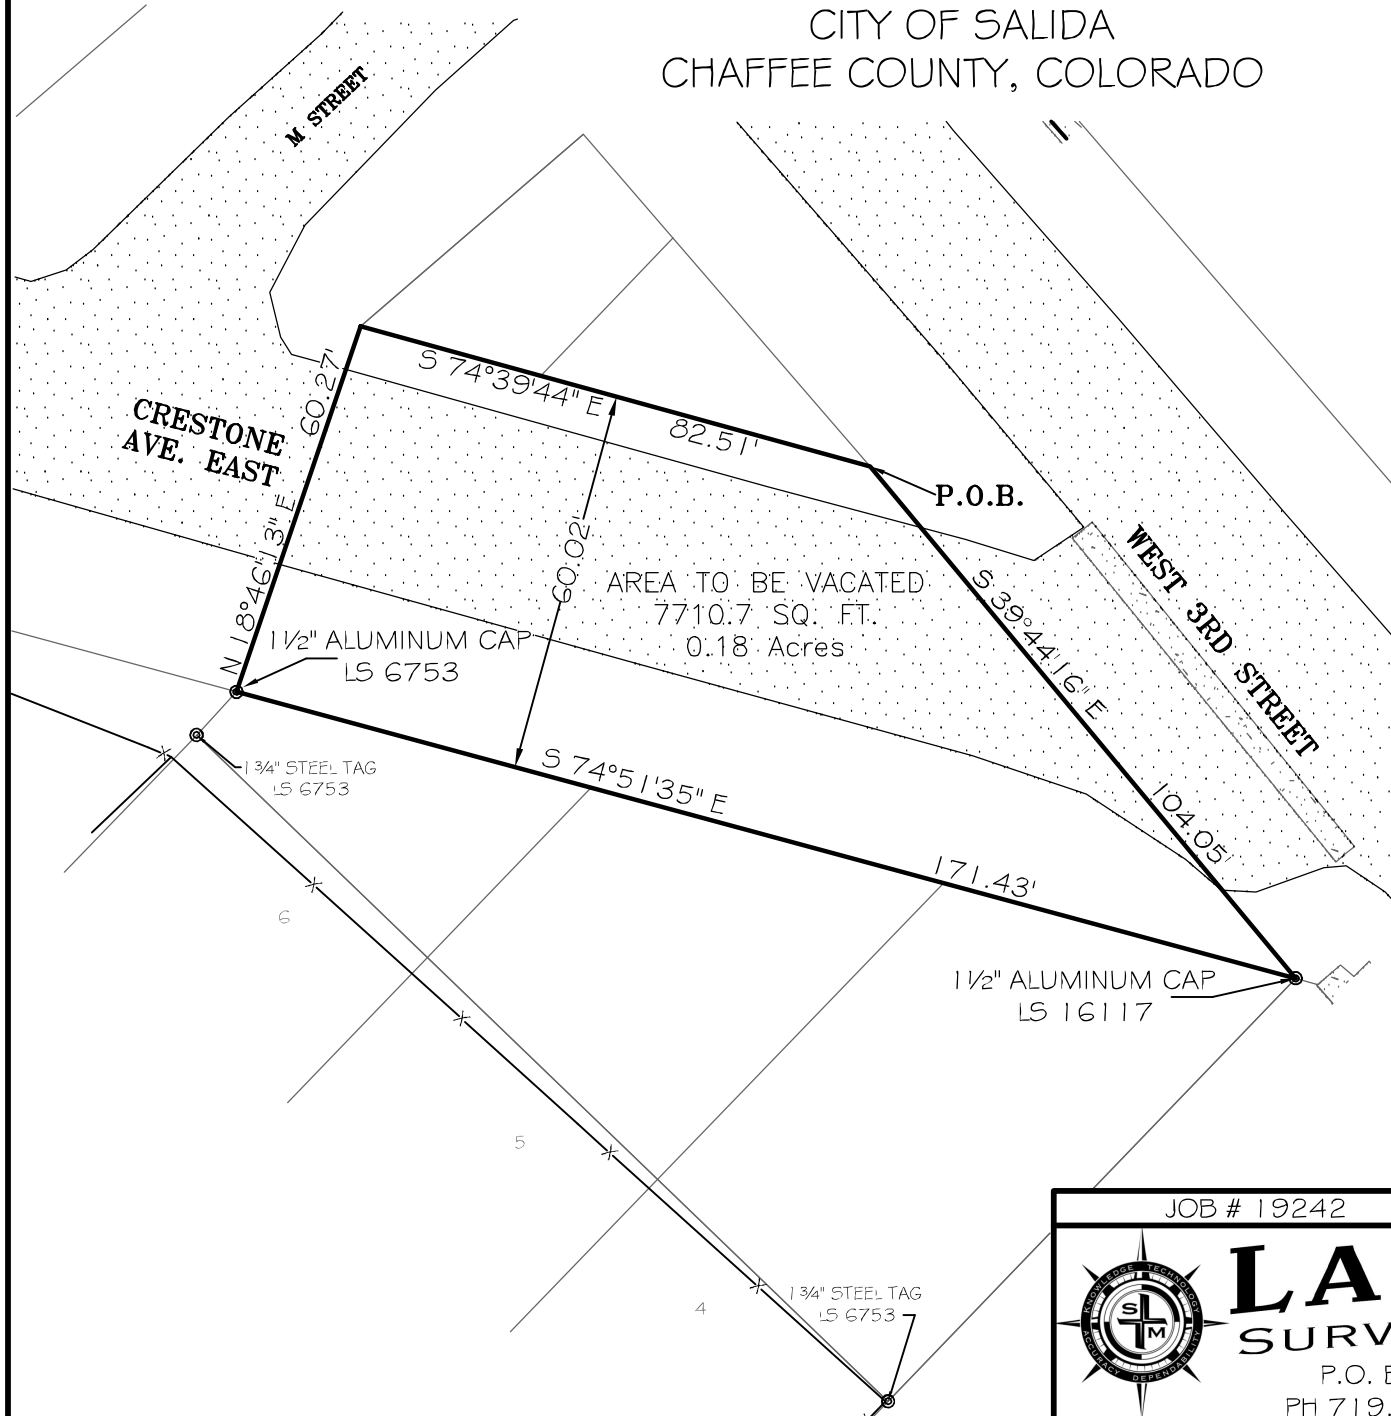 CITY OF SALIDA
CHAFFEE COUNTY, COLORADO
M STREET
CRESTONE
AVE. EAST
60.27'
N 18°46'13" E
S 74°39'44" E
82.51'
P.O.B.
60.02'
AREA TO BE VACATED
7710.7 SQ. FT.
0.18 Acres
WEST 3RD STREET
S 39°44'16" E
104.05'
1 1/2" ALUMINUM CAP
LS 6753
1 3/4" STEEL TAG
LS 6753
S 74°51'35" E
171.43'
1 1/2" ALUMINUM CAP
LS 16117
6
5
4
1 3/4" STEEL TAG
LS 6753
JOB # 19242
KNOWLEDGE TECHNOLOGY
ACCURACY DEPENDABILITY
S
L
M
LA
SURV
P.O. B
PH 719.